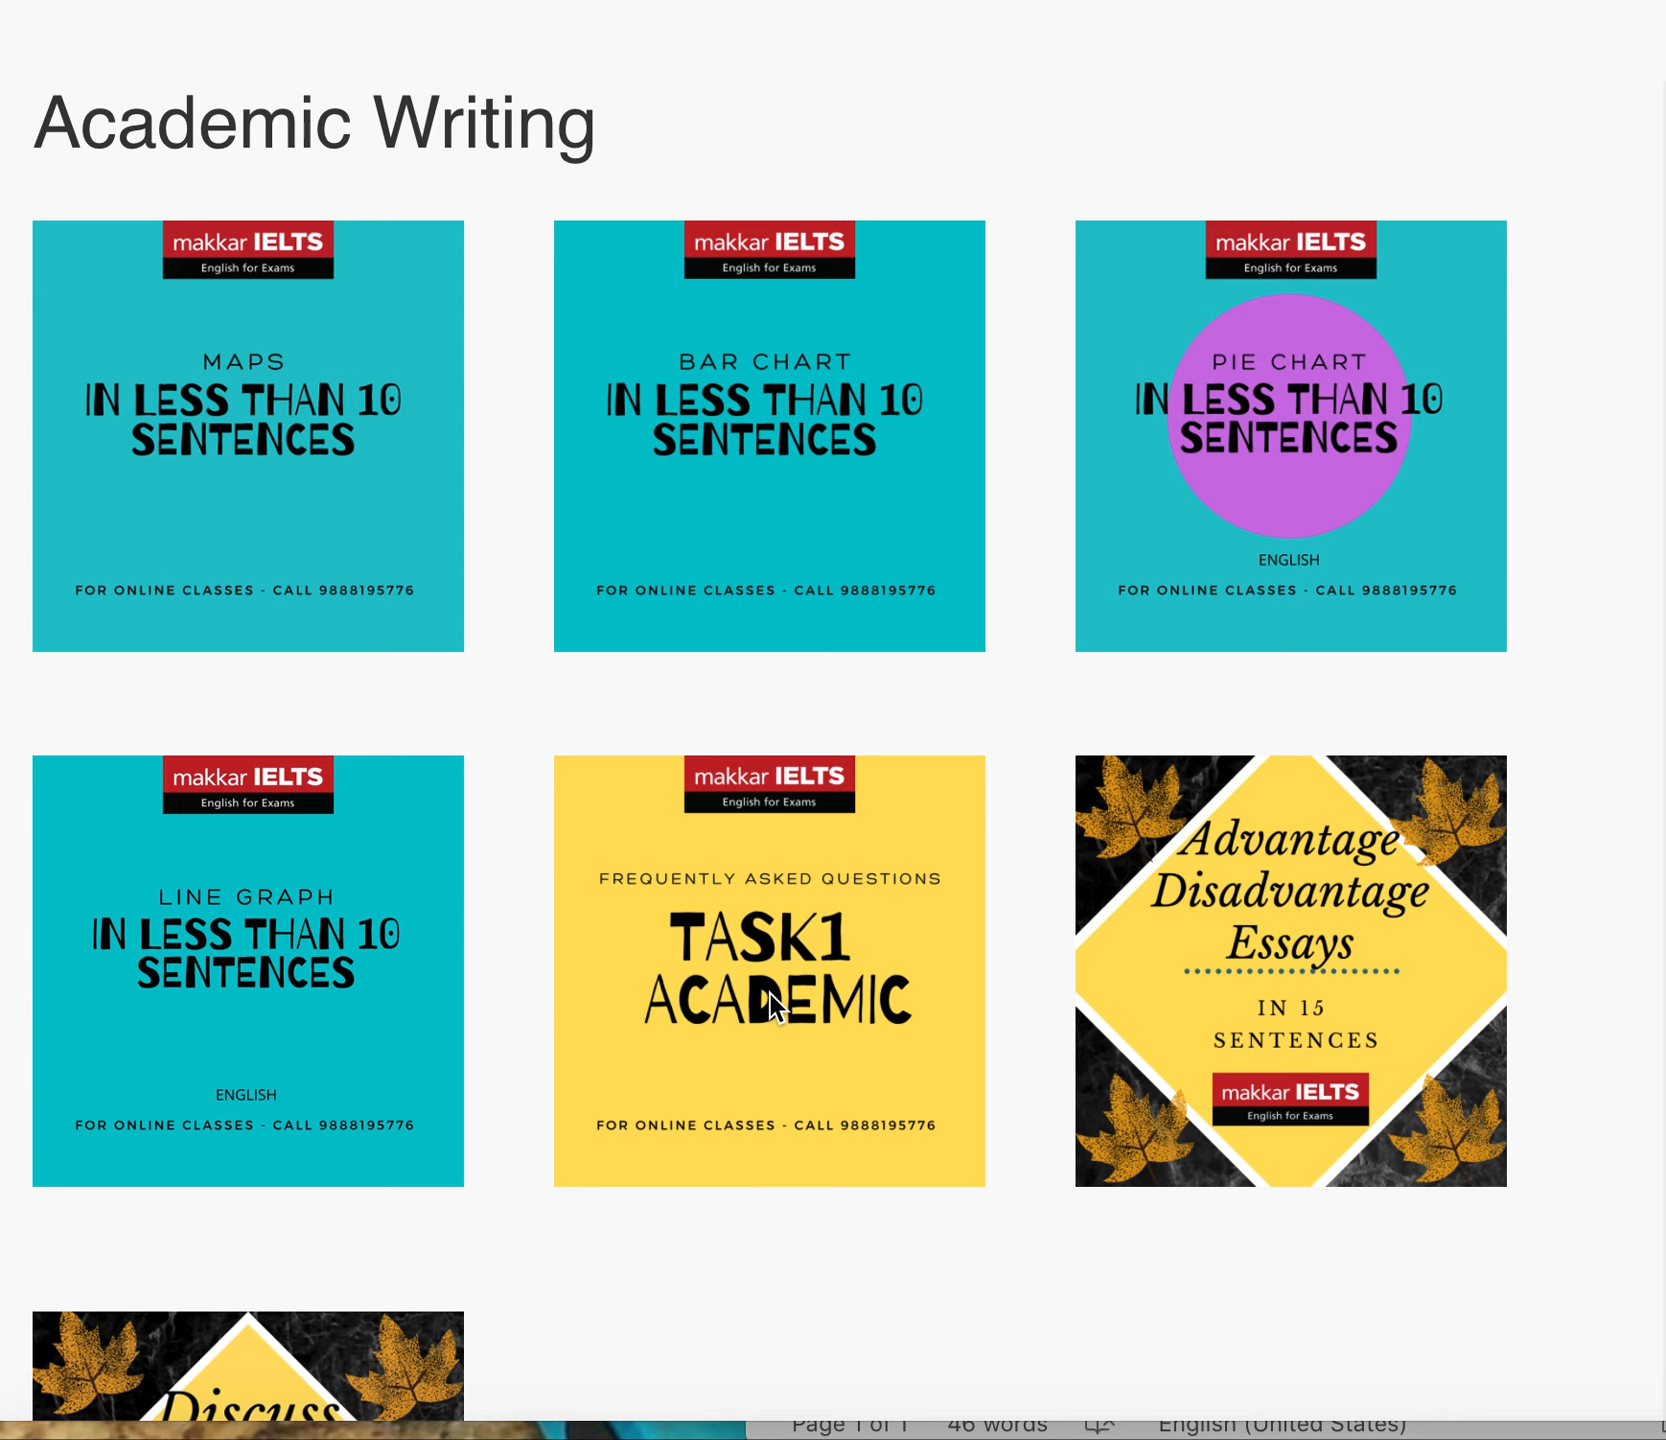 Academic Writing
makkar IELTS
English for Exams
MAPS
IN LESS THAN 10
SENTENCES
FOR ONLINE CLASSES - CALL 9888195776
makkar IELTS
English for Exams
BAR CHART
IN LESS THAN 10
SENTENCES
FOR ONLINE CLASSES - CALL 9888195776
makkar IELTS
English for Exams
PIE CHART
IN LESS THAN 10
SENTENCES
ENGLISH
FOR ONLINE CLASSES - CALL 9888195776
makkar IELTS
English for Exams
LINE GRAPH
IN LESS THAN 10
SENTENCES
ENGLISH
FOR ONLINE CLASSES - CALL 9888195776
makkar IELTS
English for Exams
FREQUENTLY ASKED QUESTIONS
TASK1
ACADEMIC
FOR ONLINE CLASSES - CALL 9888195776
Advantage
Disadvantage
Essays
IN 15
SENTENCES
makkar IELTS
English for Exams
Discuss
Page 1 of 1 46 words English (United States)